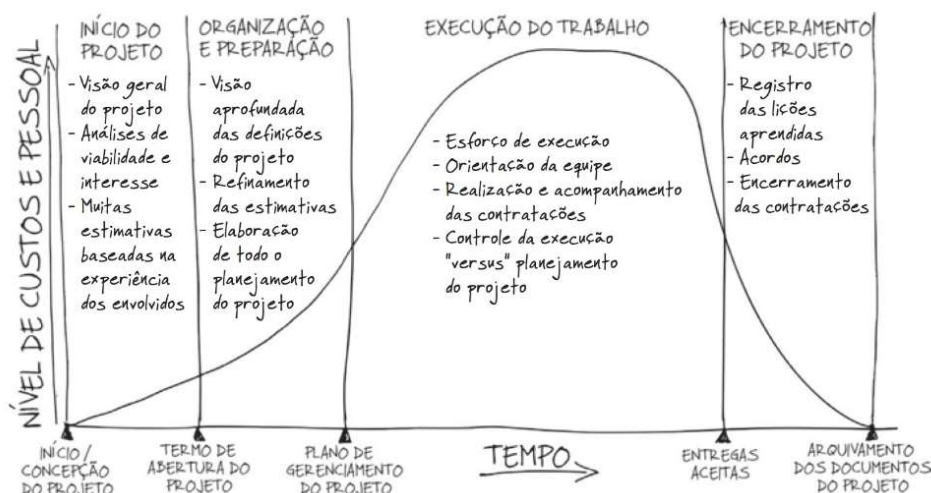 NÍVEL DE CUSTOS E PESSOAL
INÍCIO DO
PROJETO
- Visão geral
do projeto
- Análises de
viabilidade e
interesse
- Muitas
estimativas
baseadas na
experiência
dos envolvidos
ORGANIZAÇÃO
E PREPARAÇÃO
- Visão
aprofundada
das definições
do projeto
- Refinamento
das estimativas
- Elaboração
de todo o
planejamento
do projeto
EXECUÇÃO DO TRABALHO
- Esforço de execução
- Orientação da equipe
- Realização e acompanhamento
das contratações
- Controle da execução
"versus" planejamento
do projeto
ENCERRAMENTO
DO PROJETO
- Registro
das lições
aprendidas
- Acordos
- Encerramento
das contratações
INÍCIO /
CONCEPÇÃO
DO PROJETO
TERMO DE
ABERTURA DO
PROJETO
PLANO DE
GERENCIAMENTO
DO PROJETO
TEMPO
ENTREGAS
ACEITAS
ARQUIVAMENTO
DOS DOCUMENTOS
DO PROJETO